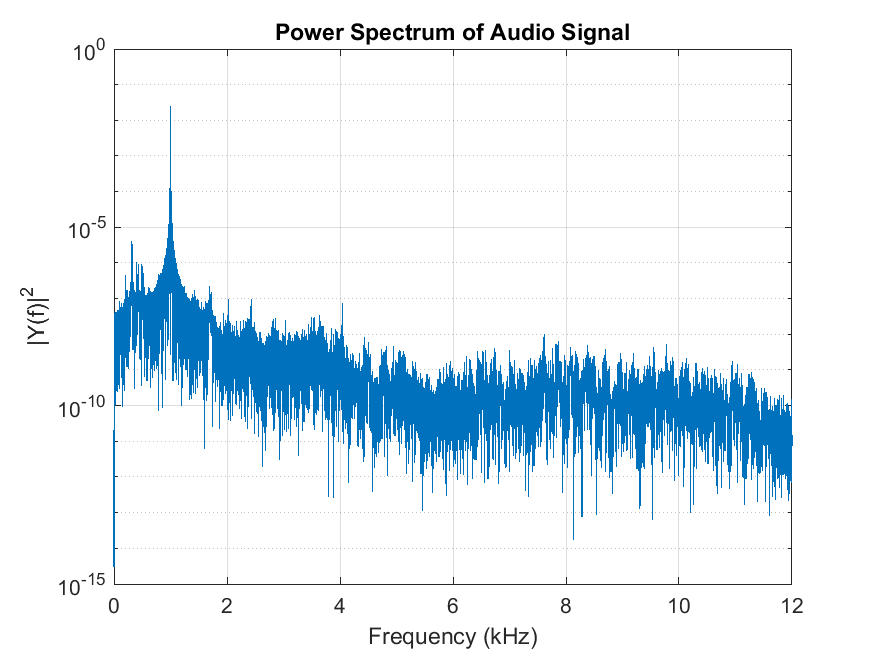 Power Spectrum of Audio Signal
10^0
10^-5
10^-10
10^-15
|Y(f)|^2
0 2 4 6 8 10 12
Frequency (kHz)